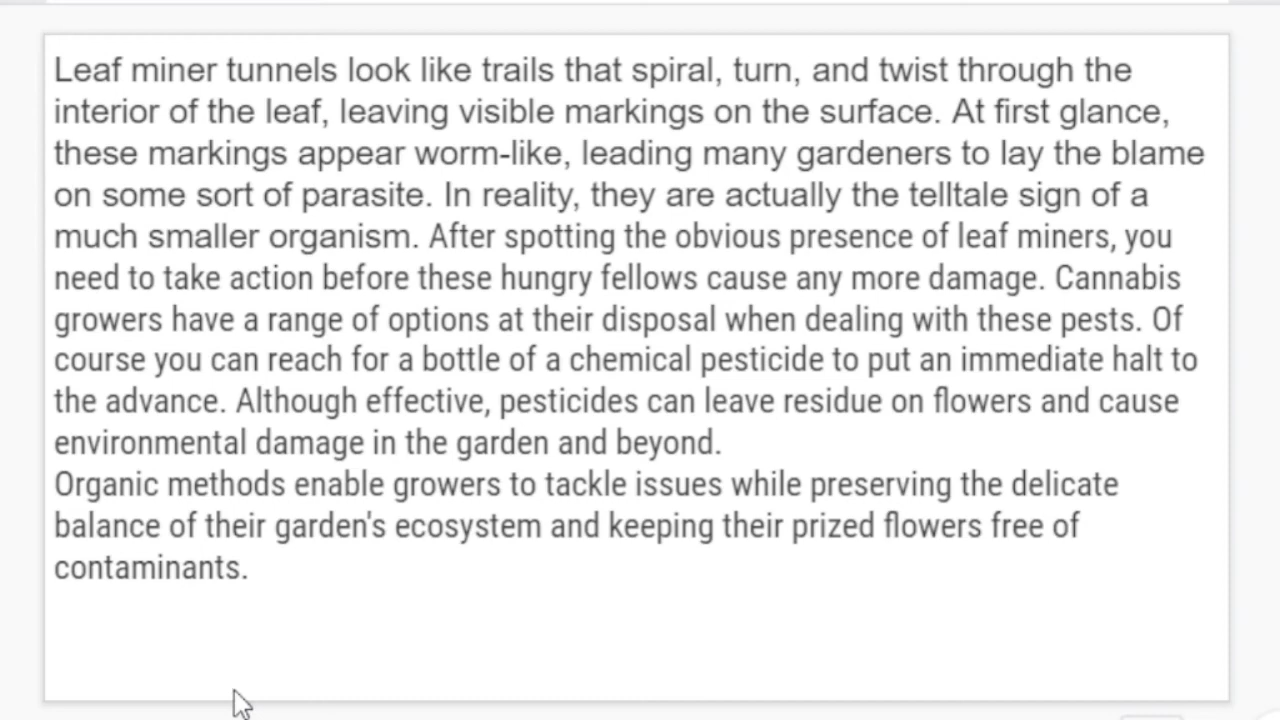 Leaf miner tunnels look like trails that spiral, turn, and twist through the
interior of the leaf, leaving visible markings on the surface. At first glance,
these markings appear worm-like, leading many gardeners to lay the blame
on some sort of parasite. In reality, they are actually the telltale sign of a
much smaller organism. After spotting the obvious presence of leaf miners, you
need to take action before these hungry fellows cause any more damage. Cannabis
growers have a range of options at their disposal when dealing with these pests. Of
course you can reach for a bottle of a chemical pesticide to put an immediate halt to
the advance. Although effective, pesticides can leave residue on flowers and cause
environmental damage in the garden and beyond.
Organic methods enable growers to tackle issues while preserving the delicate
balance of their garden's ecosystem and keeping their prized flowers free of
contaminants.